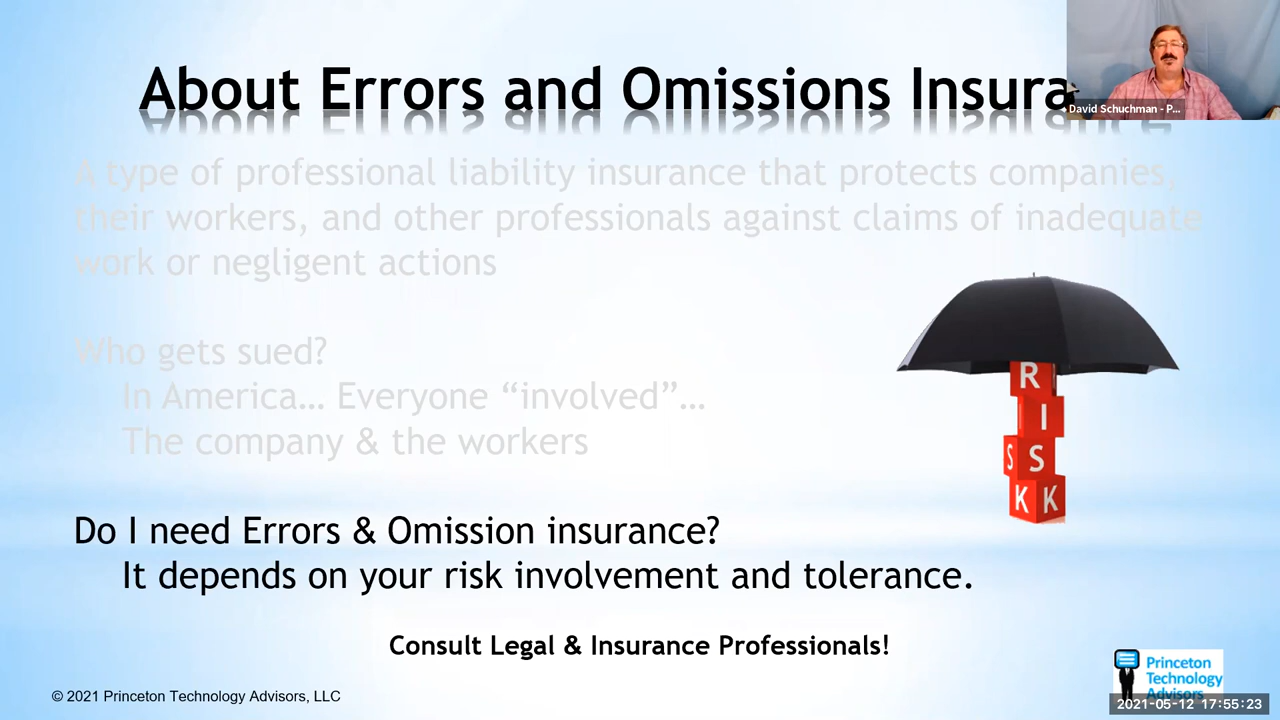 About Errors and Omissions Insura
David Schuchman - P...
A type of professional liability insurance that protects companies,
their workers, and other professionals against claims of inadequate
work or negligent actions
Who gets sued?
In America… Everyone “involved”…
The company & the workers
R
I
S S
K K
Do I need Errors & Omission insurance?
It depends on your risk involvement and tolerance.
Consult Legal & Insurance Professionals!
Princeton
Technology
Advisors
© 2021 Princeton Technology Advisors, LLC
2021-05-12 17:55:23